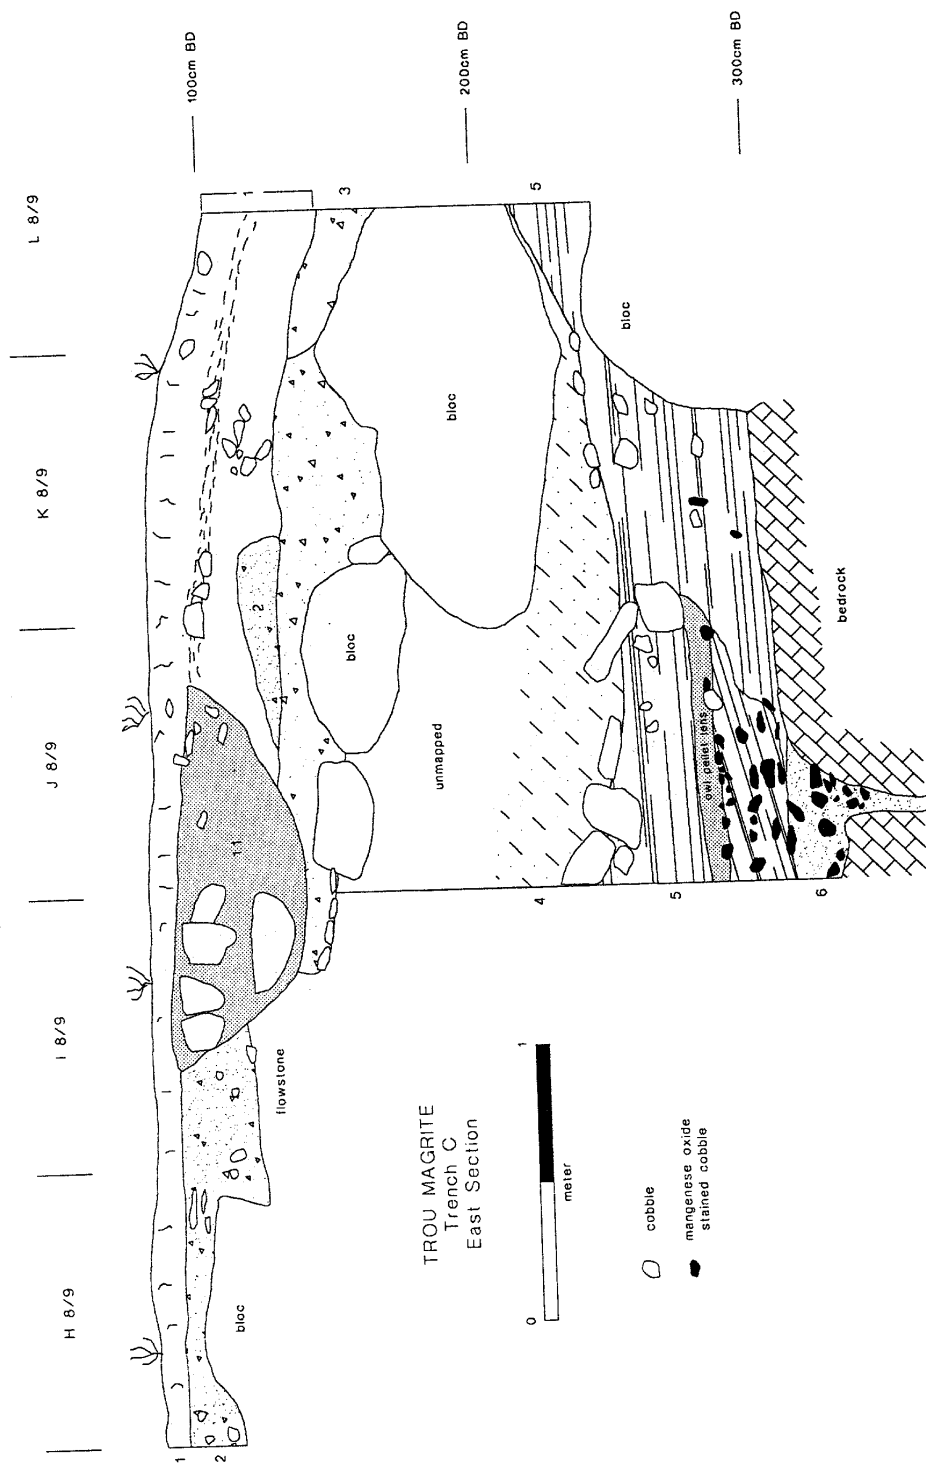 H 8/9
I 8/9
J 8/9
K 8/9
L 8/9
100cm BD
200cm BD
300cm BD
1
2
1.1
2
1
3
5
bloc
flowstone
bloc
bloc
bloc
unmapped
owl pellet lens
4
5
6
bedrock
TROU MAGRITE
Trench C
East Section
0
1
meter
cobble
mangenese oxide
stained cobble